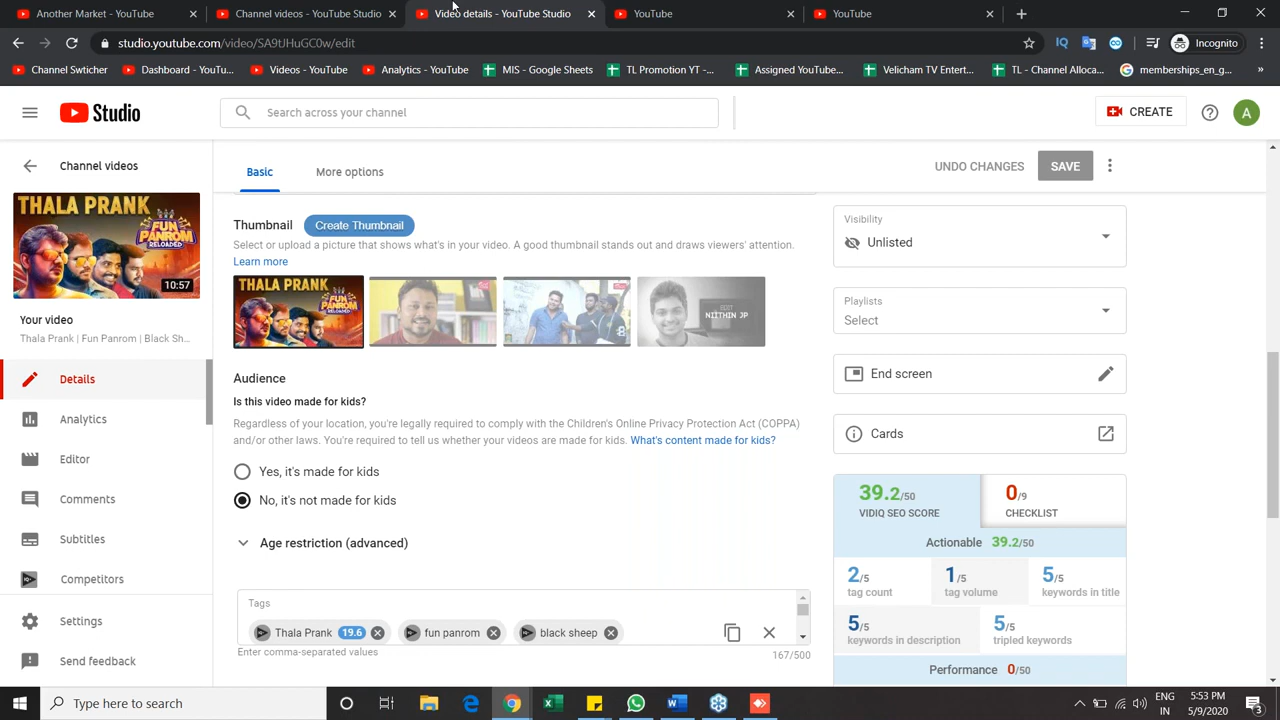 Another Market - YouTube
Channel videos - YouTube Studio
Video details - YouTube Studio
YouTube
YouTube
studio.youtube.com/video/SA9tJHuGC0w/edit
Incognito
Channel Swticher
Dashboard - YouTu...
Videos - YouTube
Analytics - YouTube
MIS - Google Sheets
TL Promotion YT -...
Assigned YouTube...
Velicham TV Enter...
TL - Channel Alloca...
memberships_en_g...
Studio
Search across your channel
CREATE
A
Channel videos
Basic
More options
UNDO CHANGES
SAVE
THALA PRANK
FUN PANROM RELOADED
10:57
Your video
Thala Prank | Fun Panrom | Black Sh...
Details
Analytics
Editor
Comments
Subtitles
Competitors
Settings
Send feedback
Thumbnail
Create Thumbnail
Select or upload a picture that shows what's in your video. A good thumbnail stands out and draws viewers' attention.
Learn more
THALA PRANK
FUN PANROM RELOADED
NIITHIN JP
Audience
Is this video made for kids?
Regardless of your location, you're legally required to comply with the Children's Online Privacy Protection Act (COPPA)
and/or other laws. You're required to tell us whether your videos are made for kids. What's content made for kids?
Yes, it's made for kids
No, it's not made for kids
Age restriction (advanced)
Tags
Thala Prank 19.6
fun panrom
black sheep
Enter comma-separated values
167/500
Visibility
Unlisted
Playlists
Select
End screen
Cards
39.2/50
VIDIQ SEO SCORE
0/9
CHECKLIST
Actionable 39.2/50
2/5
tag count
1/5
tag volume
5/5
keywords in title
5/5
keywords in description
5/5
tripled keywords
Performance 0/50
Type here to search
ENG
IN
5:53 PM
5/9/2020
3